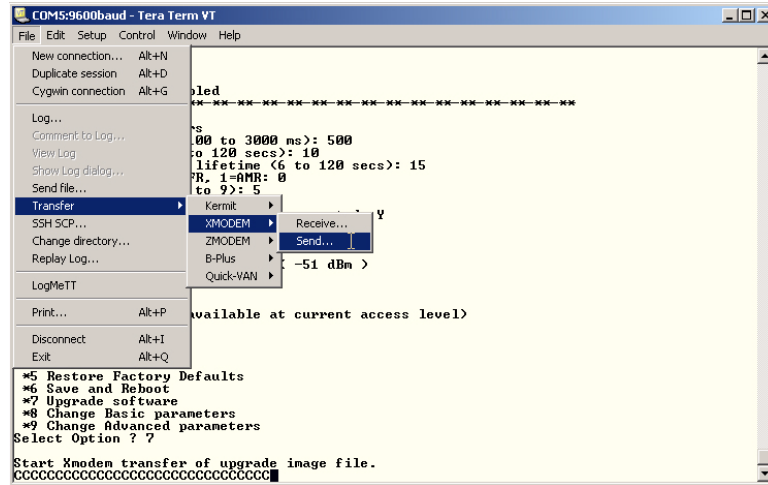 COM5:9600baud - Tera Term VT
File Edit Setup Control Window Help
New connection... Alt+N
Duplicate session Alt+D
Cygwin connection Alt+G
Log...
Comment to Log...
View Log
Show Log dialog...
Send file...
Transfer
SSH SCP...
Change directory...
Replay Log...
LogMeTT
Print... Alt+P
Disconnect Alt+I
Exit Alt+Q
Kermit
XMODEM
ZMODEM
B-Plus
Quick-VAN
Receive...
Send...
**-**-**-**-**-**-**-**-**-**-**-**-**-**-**-**
00 to 3000 ms): 500
to 120 secs): 10
lifetime (6 to 120 secs): 15
R, 1=AMR: 0
to 9): 5
Y
( -51 dBm )
available at current access level)
*5 Restore Factory Defaults
*6 Save and Reboot
*7 Upgrade software
*8 Change Basic parameters
*9 Change Advanced parameters
Select Option ? 7
Start Xmodem transfer of upgrade image file.
CCCCCCCCCCCCCCCCCCCCCCCCCCCCCCC